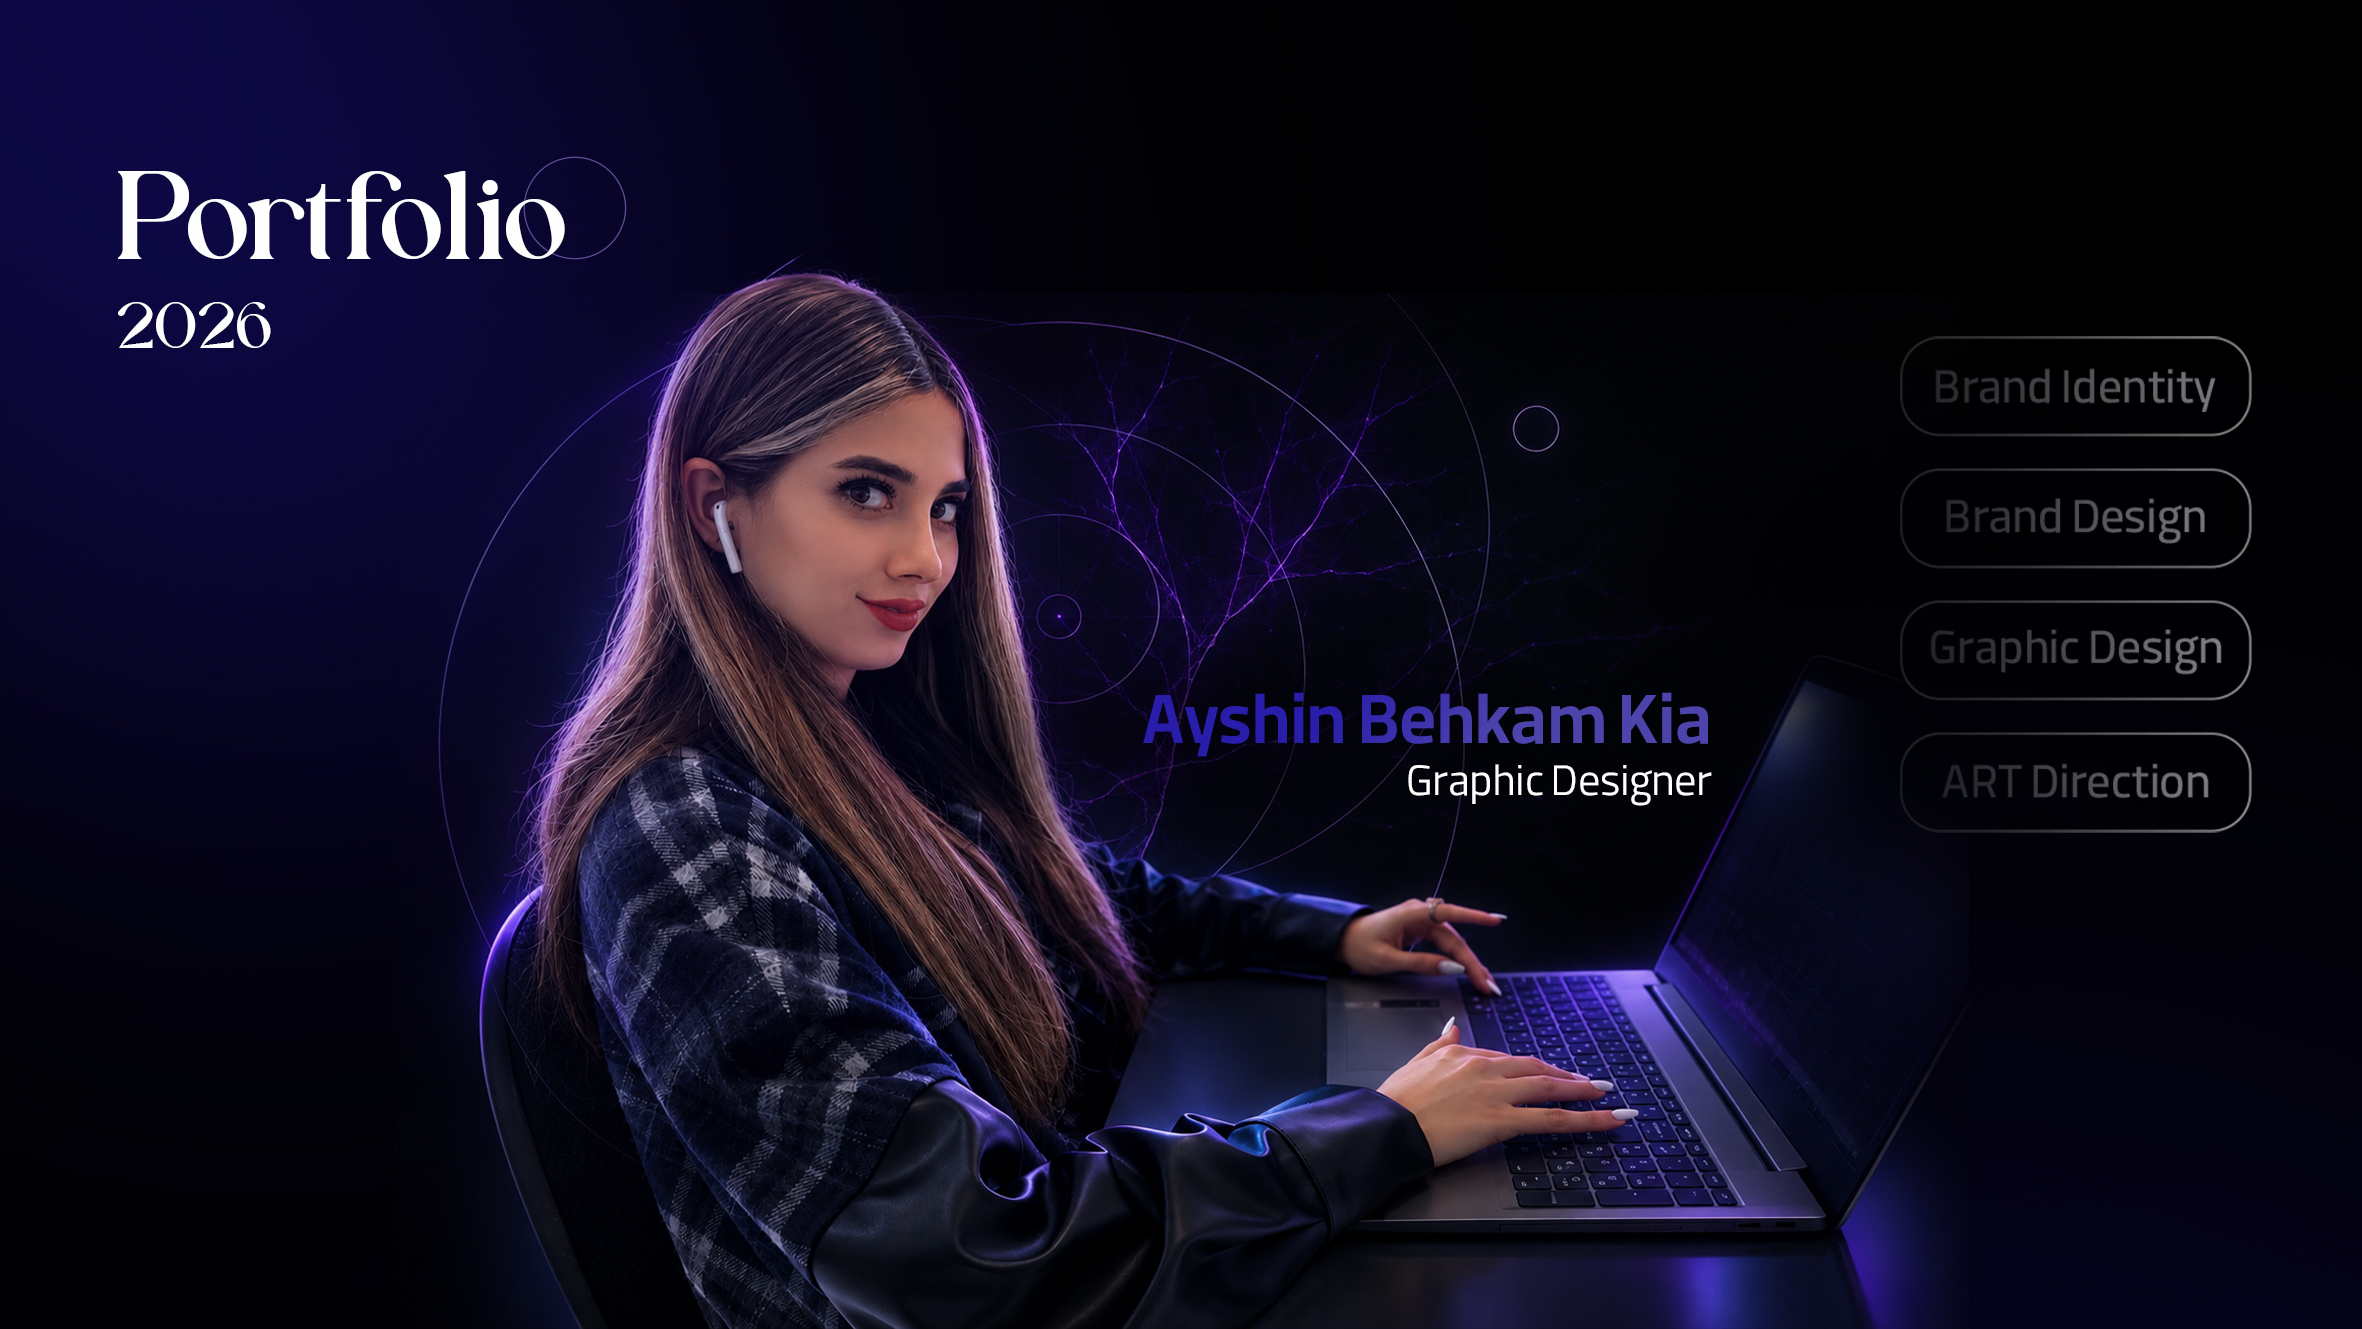 Portfolio
2026
Brand Identity
Brand Design
Graphic Design
ART Direction
Ayshin Behkam Kia
Graphic Designer